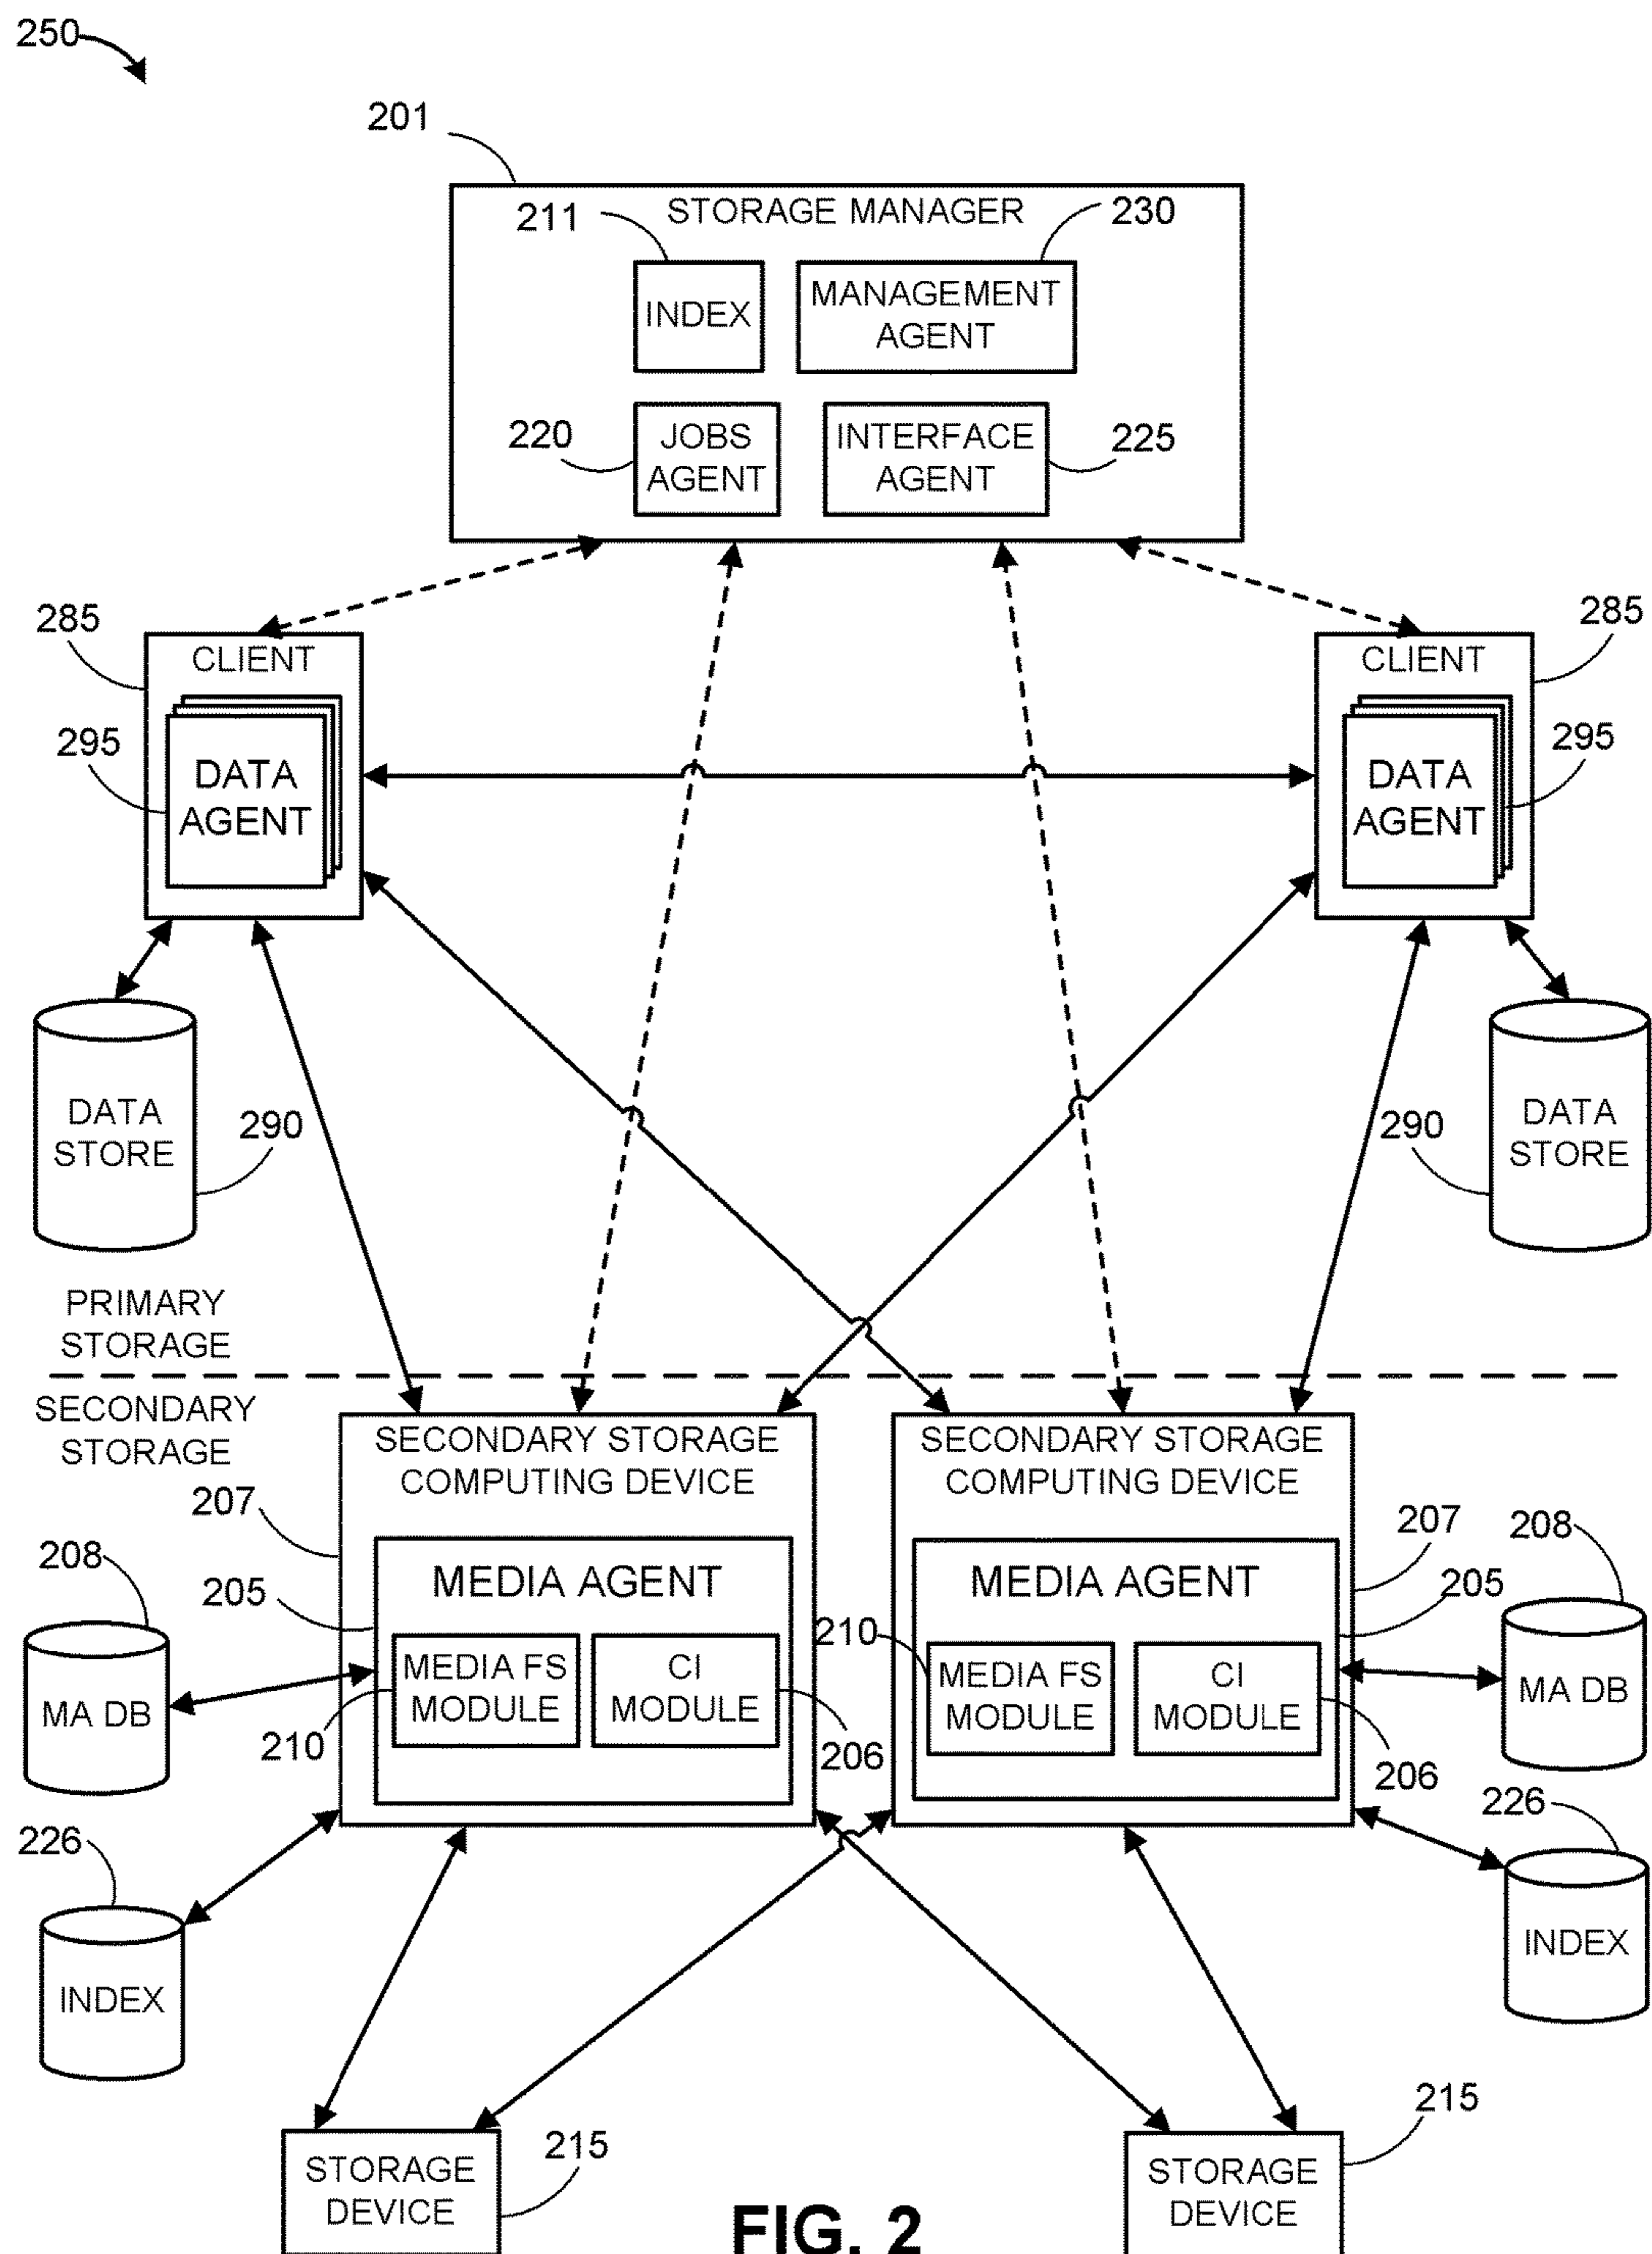 250
201
STORAGE MANAGER
211
230
INDEX
MANAGEMENT
AGENT
220
JOBS
AGENT
INTERFACE
AGENT
225
285
CLIENT
295
DATA
AGENT
285
CLIENT
295
DATA
AGENT
DATA
STORE
290
290
DATA
STORE
PRIMARY
STORAGE
SECONDARY
STORAGE
SECONDARY STORAGE
COMPUTING DEVICE
207
208
205
MEDIA AGENT
MEDIA FS
MODULE
CI
MODULE
MA DB
210
206
SECONDARY STORAGE
COMPUTING DEVICE
207
208
205
MEDIA AGENT
210
MEDIA FS
MODULE
CI
MODULE
MA DB
206
226
INDEX
226
INDEX
215
STORAGE
DEVICE
215
STORAGE
DEVICE
FIG. 2